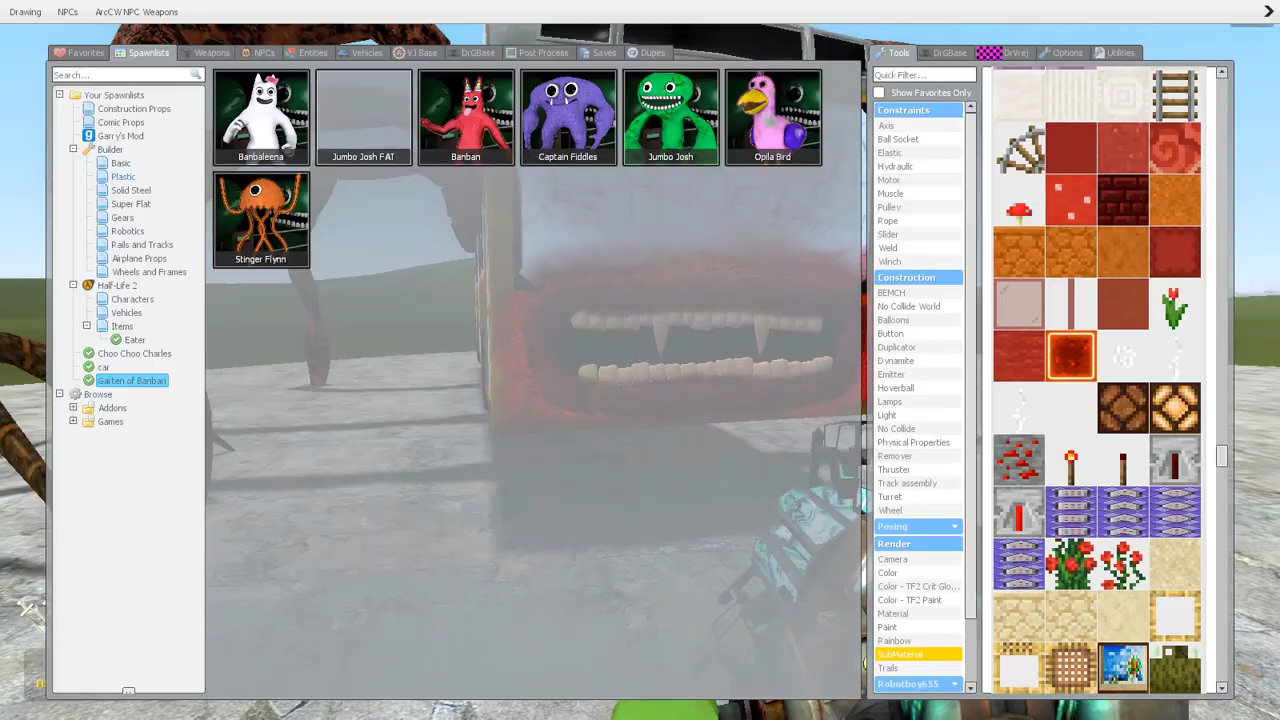 Drawing NPCs ArcCW NPC Weapons
Favorites Spawnlists Weapons NPCs Entities Vehicles VJ Base DrGBase Post Process Saves Dupes
Search...
Your Spawnlists
Construction Props
Comic Props
Garry's Mod
Builder
Basic
Plastic
Solid Steel
Super Flat
Gears
Robotics
Rails and Tracks
Airplane Props
Wheels and Frames
Half-Life 2
Characters
Vehicles
Items
Eater
Choo Choo Charles
car
Garten of Banban
Browse
Addons
Games
Banbaleena Jumbo Josh FAT Banban Captain Fiddles Jumbo Josh Opila Bird
Stinger Flynn
Tools DrGBase DrVrej Options Utilities
Quick Filter...
Show Favorites Only
Constraints
Axis
Ball Socket
Elastic
Hydraulic
Motor
Muscle
Pulley
Rope
Slider
Weld
Winch
Construction
BEMCH
No Collide World
Balloons
Button
Duplicator
Dynamite
Emitter
Hoverball
Lamps
Light
No Collide
Physical Properties
Remover
Thruster
Track assembly
Turret
Wheel
Posing
Render
Camera
Color
Color - TF2 Crit Glo...
Color - TF2 Paint
Material
Paint
Rainbow
SubMaterial
Trails
Robotboy655